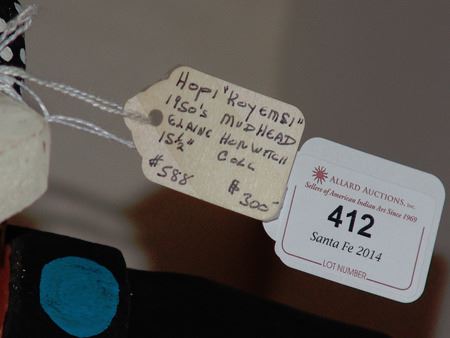 HOPI "KOYEMSI"
1950's MUDHEAD
ELAINE HORWITCH
15½" COLL
#588 $300
ALLARD AUCTIONS, INC.
Sellers of American Indian Art Since 1969
412
Santa Fe 2014
LOT NUMBER